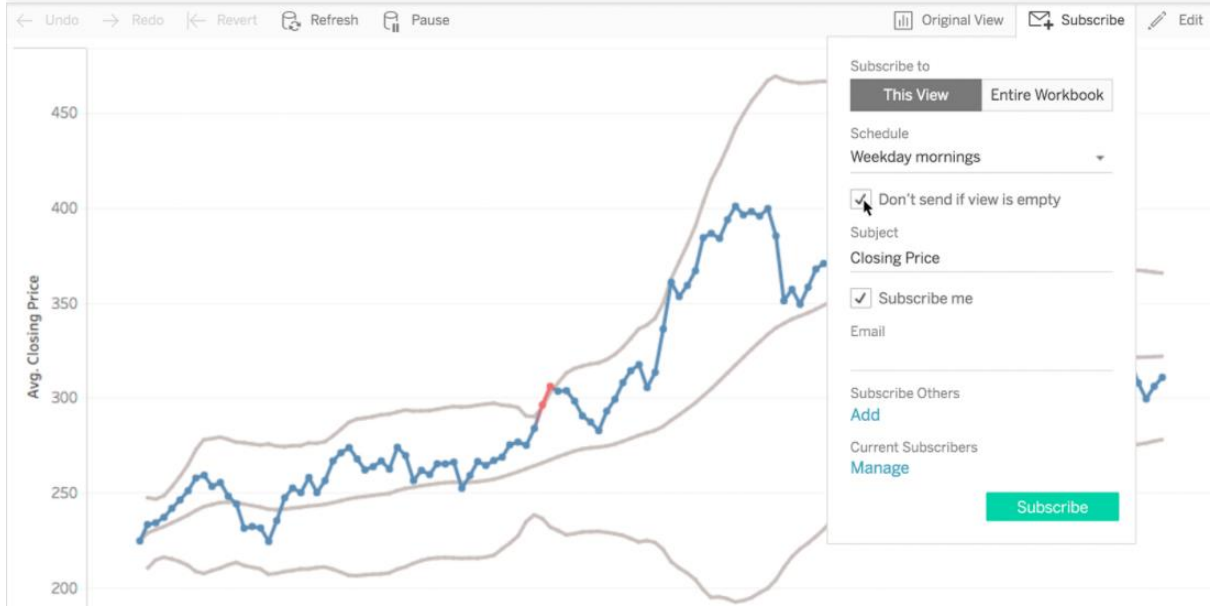 Undo Redo Revert Refresh Pause Original View Subscribe Edit
Subscribe to
This View Entire Workbook
Schedule
Weekday mornings
Don't send if view is empty
Subject
Closing Price
Subscribe me
Email
Subscribe Others
Add
Current Subscribers
Manage
Subscribe
Avg. Closing Price
450
400
350
300
250
200